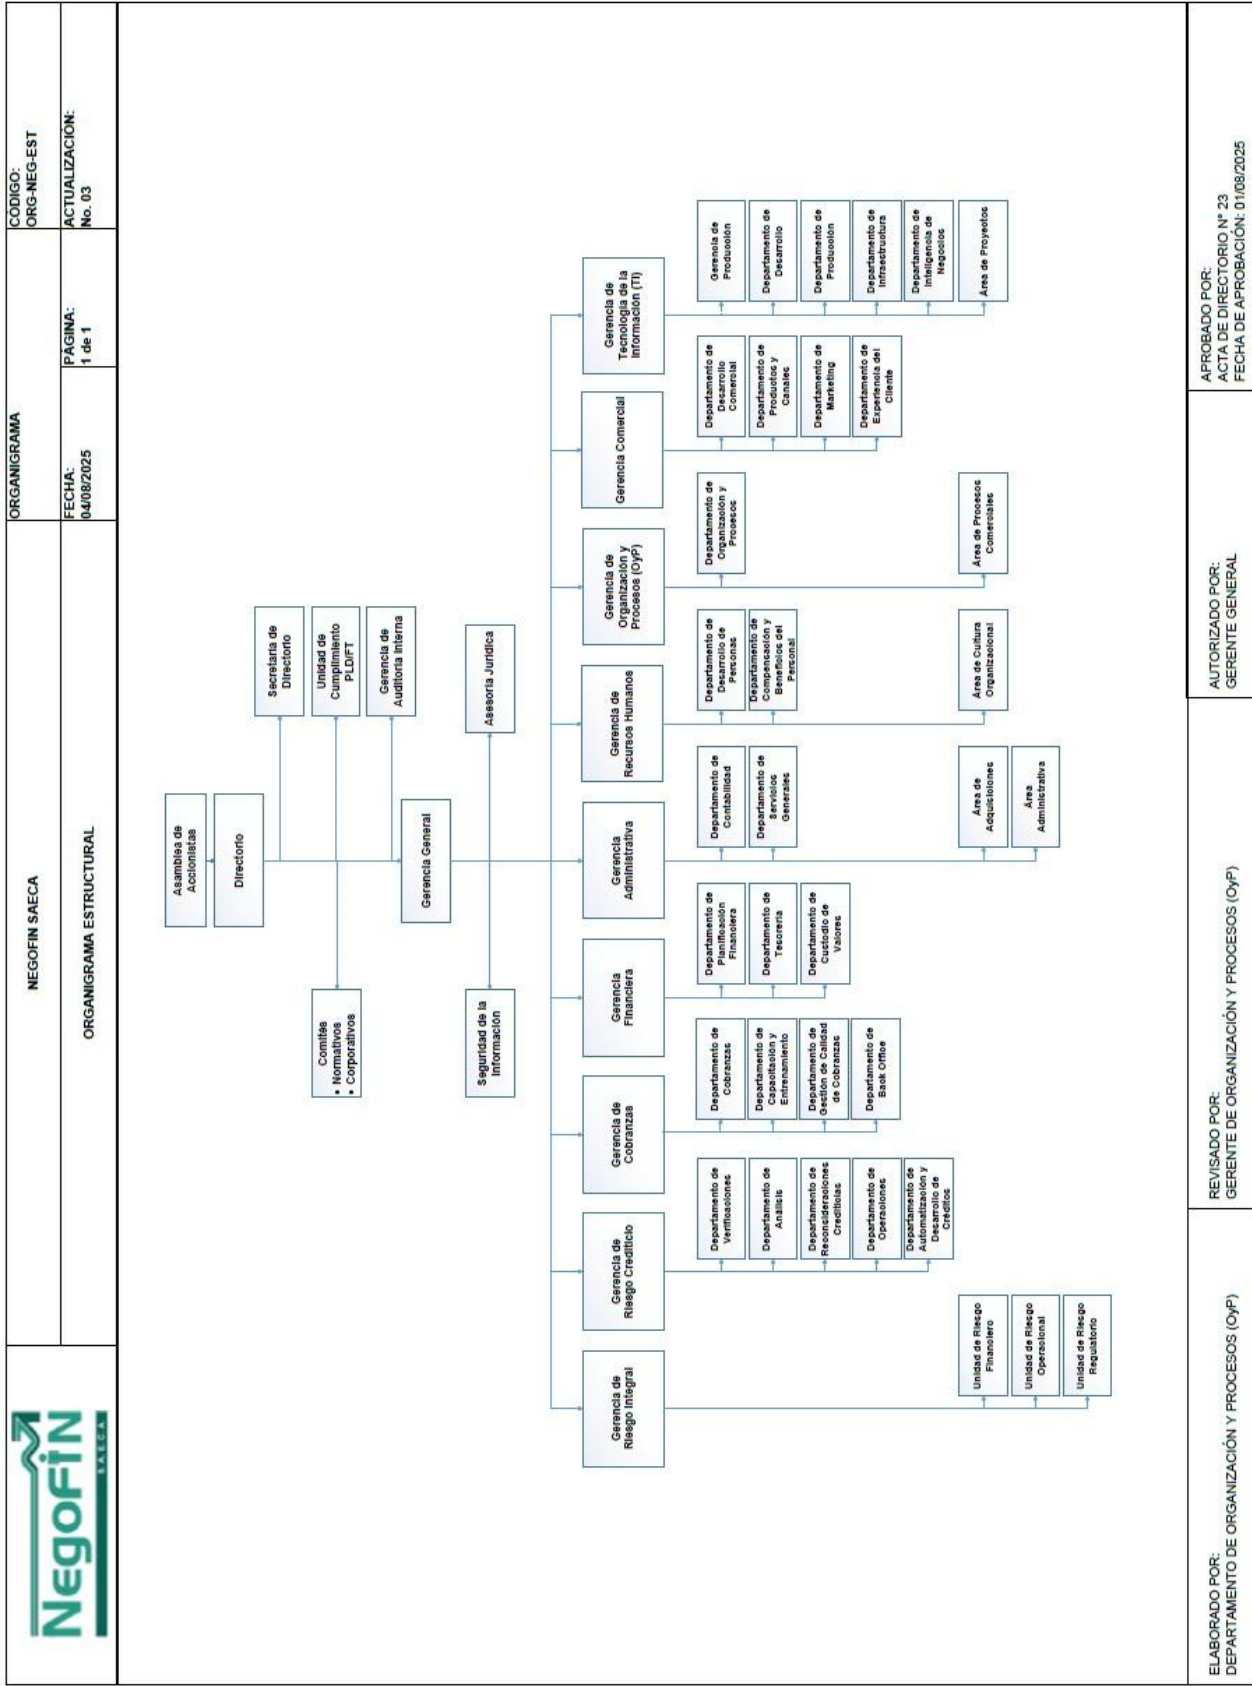 NEGOFIN
S.A.E.C.A.
NEGOFIN SAECA
ORGANIGRAMA
CÓDIGO:
ORG-NEG-EST
ORGANIGRAMA ESTRUCTURAL
FECHA:
04/08/2025
PÁGINA:
1 de 1
ACTUALIZACIÓN:
No. 03
Asamblea de
Accionistas
Directorio
Secretaria de
Directorio
Comités
• Normativos
• Corporativos
Unidad de
Cumplimiento
PLD/FT
Gerencia de
Auditoría Interna
Gerencia General
Seguridad de la
Información
Asesoría Jurídica
Gerencia de
Riesgo Integral
Gerencia de
Riesgo Crediticio
Gerencia de
Cobranzas
Gerencia
Financiera
Gerencia
Administrativa
Gerencia de
Recursos Humanos
Gerencia de
Organización y
Procesos (OyP)
Gerencia Comercial
Gerencia de
Tecnología de la
Información (TI)
Unidad de Riesgo
Financiero
Unidad de Riesgo
Operacional
Unidad de Riesgo
Regulatorio
Departamento de
Verificaciones
Departamento de
Análisis
Departamento de
Reconsideraciones
Crediticias
Departamento de
Operaciones
Departamento de
Automatización y
Desarrollo de
Créditos
Departamento de
Cobranzas
Departamento de
Capacitación y
Entrenamiento
Departamento de
Gestión de Calidad
de Cobranzas
Departamento de
Back Office
Departamento de
Planificación
Financiera
Departamento de
Tesorería
Departamento de
Custodio de
Valores
Departamento de
Contabilidad
Departamento de
Servicios
Generales
Área de
Adquisiciones
Área
Administrativa
Departamento de
Desarrollo de
Personas
Departamento de
Compensación y
Beneficios del
Personal
Área de Cultura
Organizacional
Departamento de
Organización y
Procesos
Área de Procesos
Comerciales
Departamento de
Desarrollo
Comercial
Departamento de
Productos y
Canales
Departamento de
Marketing
Departamento de
Experiencia del
Cliente
Gerencia de
Producción
Departamento de
Desarrollo
Departamento de
Producción
Departamento de
Infraestructura
Departamento de
Inteligencia de
Negocios
Área de Proyectos
ELABORADO POR:
DEPARTAMENTO DE ORGANIZACIÓN Y PROCESOS (OyP)
REVISADO POR:
GERENTE DE ORGANIZACIÓN Y PROCESOS (OyP)
AUTORIZADO POR:
GERENTE GENERAL
APROBADO POR:
ACTA DE DIRECTORIO N° 23
FECHA DE APROBACIÓN: 01/08/2025